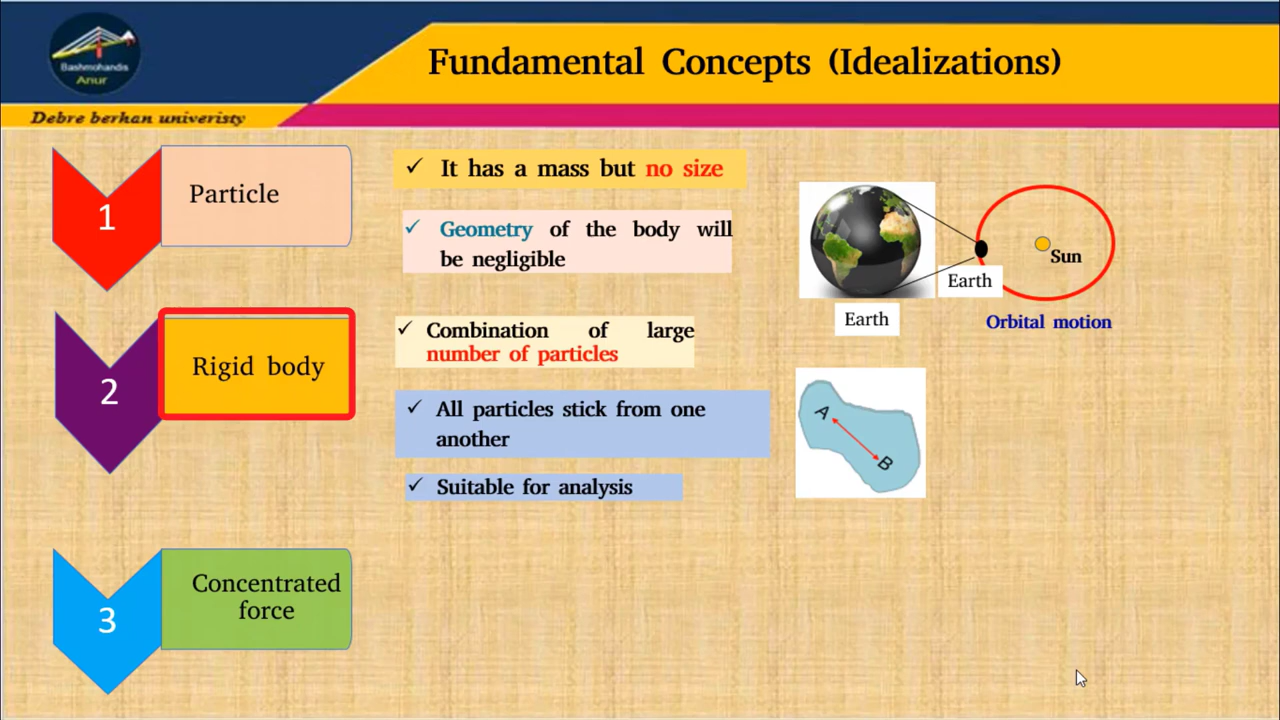 Bashmohandis
Anur
Debre berhan univeristy
Fundamental Concepts (Idealizations)
1
Particle
✓ It has a mass but no size
✓ Geometry of the body will
be negligible
Earth
Earth
Sun
Orbital motion
2
Rigid body
✓ Combination of large
number of particles
✓ All particles stick from one
another
✓ Suitable for analysis
A
B
3
Concentrated
force